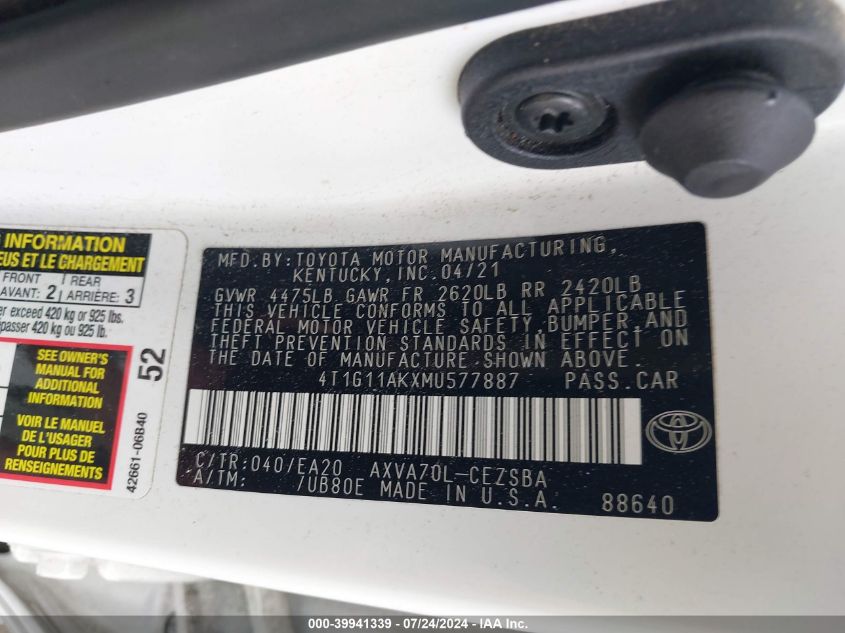 INFORMATION
EUS ET LE CHARGEMENT
FRONT
AVANT: 2
REAR
ARRIÈRE: 3
exceed 420 kg or 925 lbs.
passer 420 kg ou 925 lb.
SEE OWNER'S
MANUAL FOR
ADDITIONAL
INFORMATION
VOIR LE MANUEL
DE L'USAGER
POUR PLUS DE
RENSEIGNEMENTS
52
42661-06B40
MFD.BY:TOYOTA MOTOR MANUFACTURING,
KENTUCKY,INC.04/21
GVWR 4475LB GAWR FR 2620LB RR 2420LB
THIS VEHICLE CONFORMS TO ALL APPLICABLE
FEDERAL MOTOR VEHICLE SAFETY,BUMPER,AND
THEFT PREVENTION STANDARDS IN EFFECT ON
THE DATE OF MANUFACTURE SHOWN ABOVE.
4T1G11AKXMU577887 PASS.CAR
C/TR:040/EA20 AXVA70L-CEZSBA
A/TM: /UB80E MADE IN U.S.A.
88640
000-39941339 - 07/24/2024 - IAA Inc.